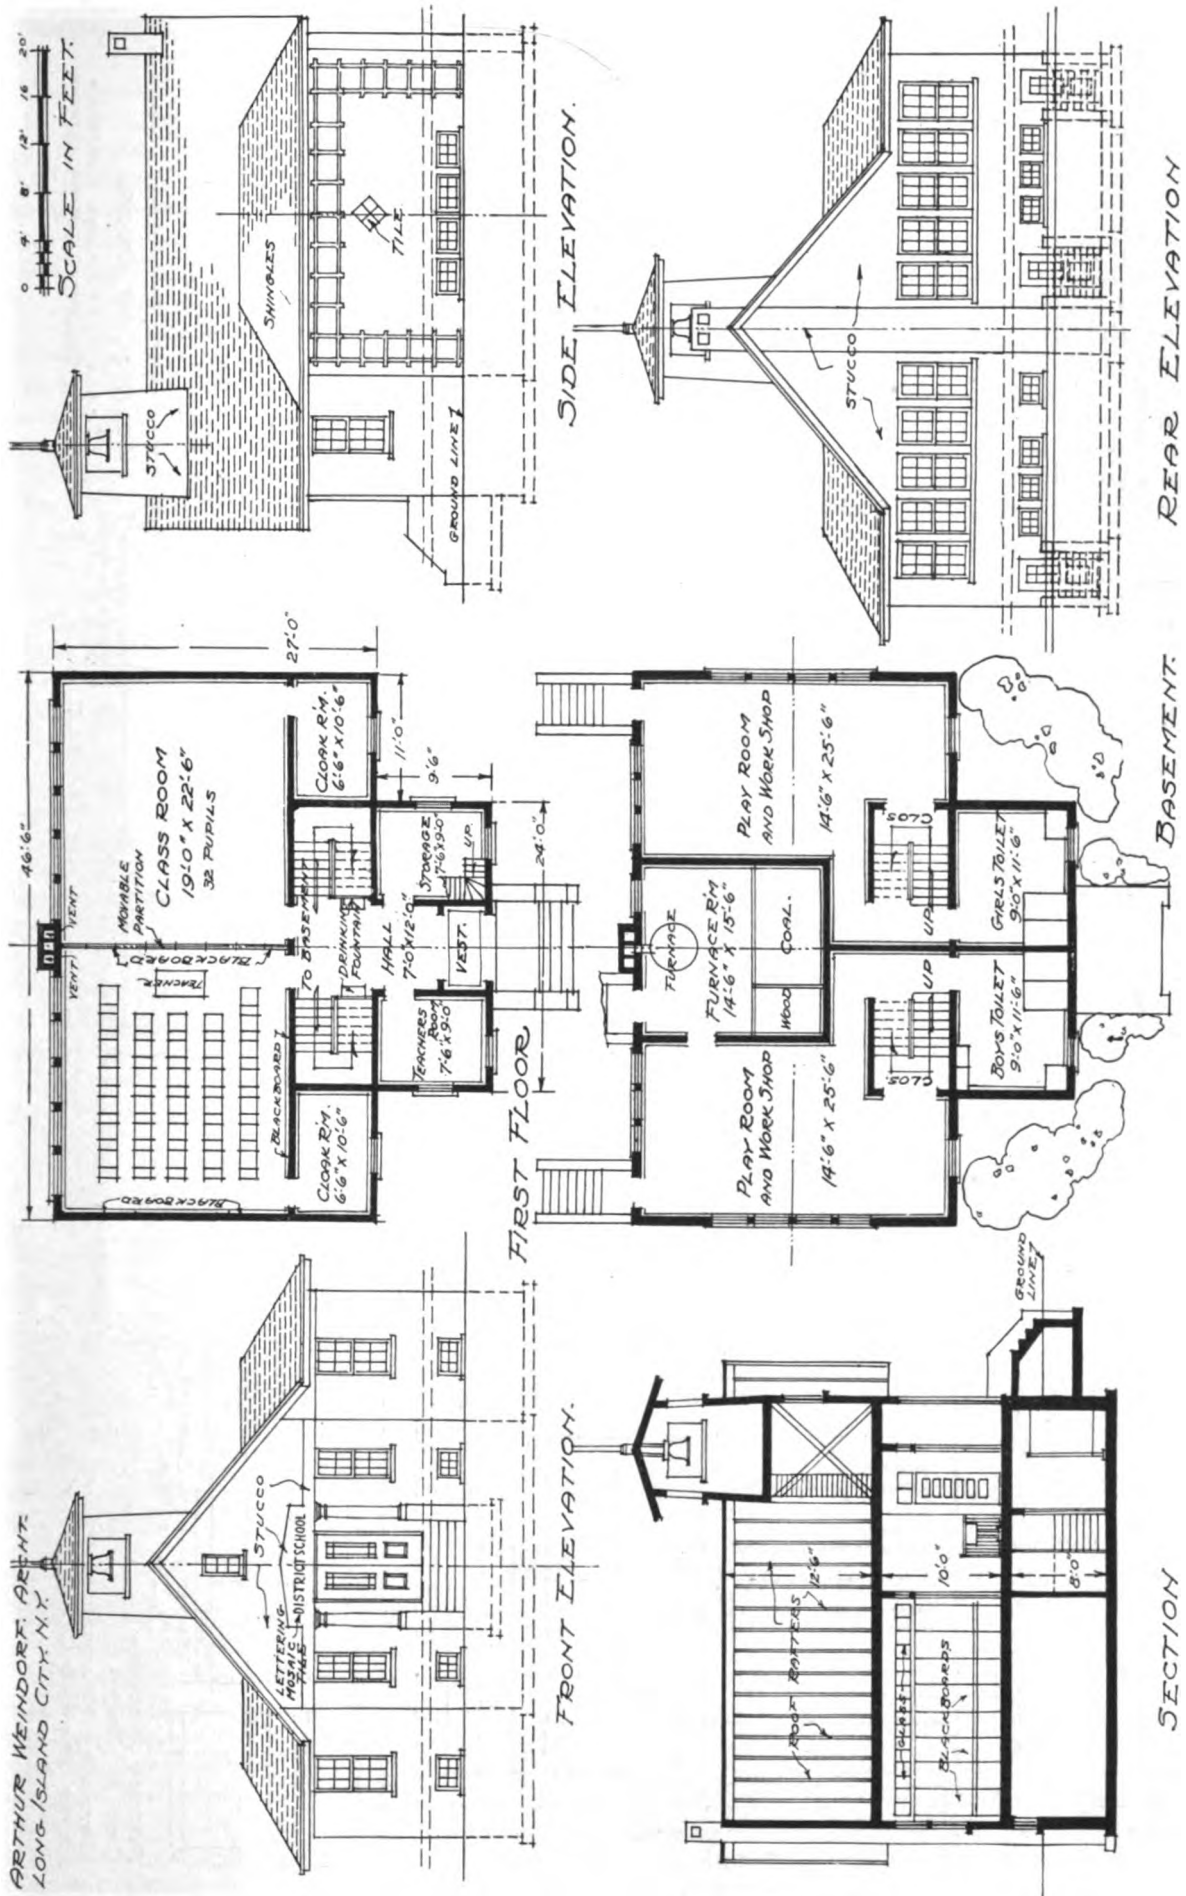 ARTHUR WEINDORF. ARCHT.
LONG ISLAND CITY N.Y.
STUCCO
LETTERING
MOSAIC
TILE
DISTRICT SCHOOL
FRONT ELEVATION.
46'-6"
VENT
VENT
MOVABLE
PARTITION
CLASS ROOM
19'-0" X 22'-6"
32 PUPILS
BLACKBOARD
TEACHER
BLACKBOARD
BLACKBOARD
CLOAK RM.
6'-6" X 10'-6"
TO BASEMENT
DRINKING
FOUNTAIN
HALL
7'-0" X 12'-0"
VEST.
TEACHERS
ROOM
7'-6" X 9'-0"
STORAGE
7'-6" X 9'-0"
UP.
CLOAK R'M.
6'-6" X 10'-6"
27'-0"
11'-0"
9'-6"
24'-0"
FIRST FLOOR
0 4' 8' 12' 16 20'
SCALE IN FEET.
STUCCO
SHINGLES
TILE
GROUND LINE
SIDE ELEVATION.
ROOF RAFTERS
12'-6"
GLASS
BLACKBOARDS
10'-0"
8'-0"
GROUND
LINE
SECTION
PLAY ROOM
AND WORK SHOP
14'-6" X 25'-6"
FURNACE
FURNACE R'M
14'-6" X 15'-6"
WOOD
COAL.
PLAY ROOM
AND WORK SHOP
14'-6" X 25'-6"
CLOS.
UP
UP
CLOS
BOYS TOILET
9'-0" X 11'-6"
GIRLS TOILET
9'-0" X 11'-6"
BASEMENT.
STUCCO
REAR ELEVATION